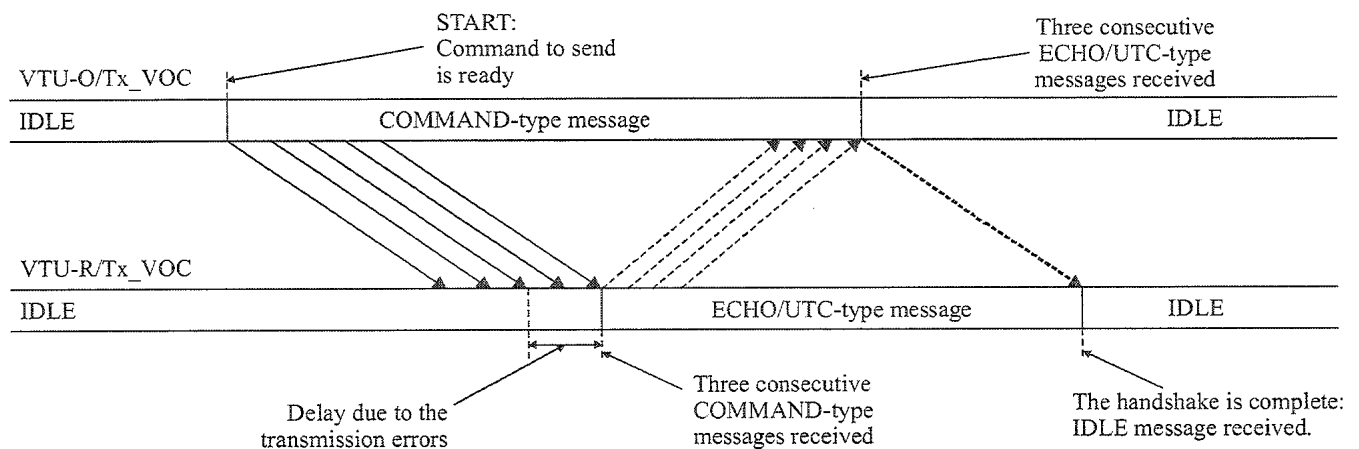 START:
Command to send
is ready
Three consecutive
ECHO/UTC-type
messages received
VTU-O/Tx_VOC
IDLE
COMMAND-type message
IDLE
VTU-R/Tx_VOC
IDLE
ECHO/UTC-type message
IDLE
Delay due to the
transmission errors
Three consecutive
COMMAND-type
messages received
The handshake is complete:
IDLE message received.